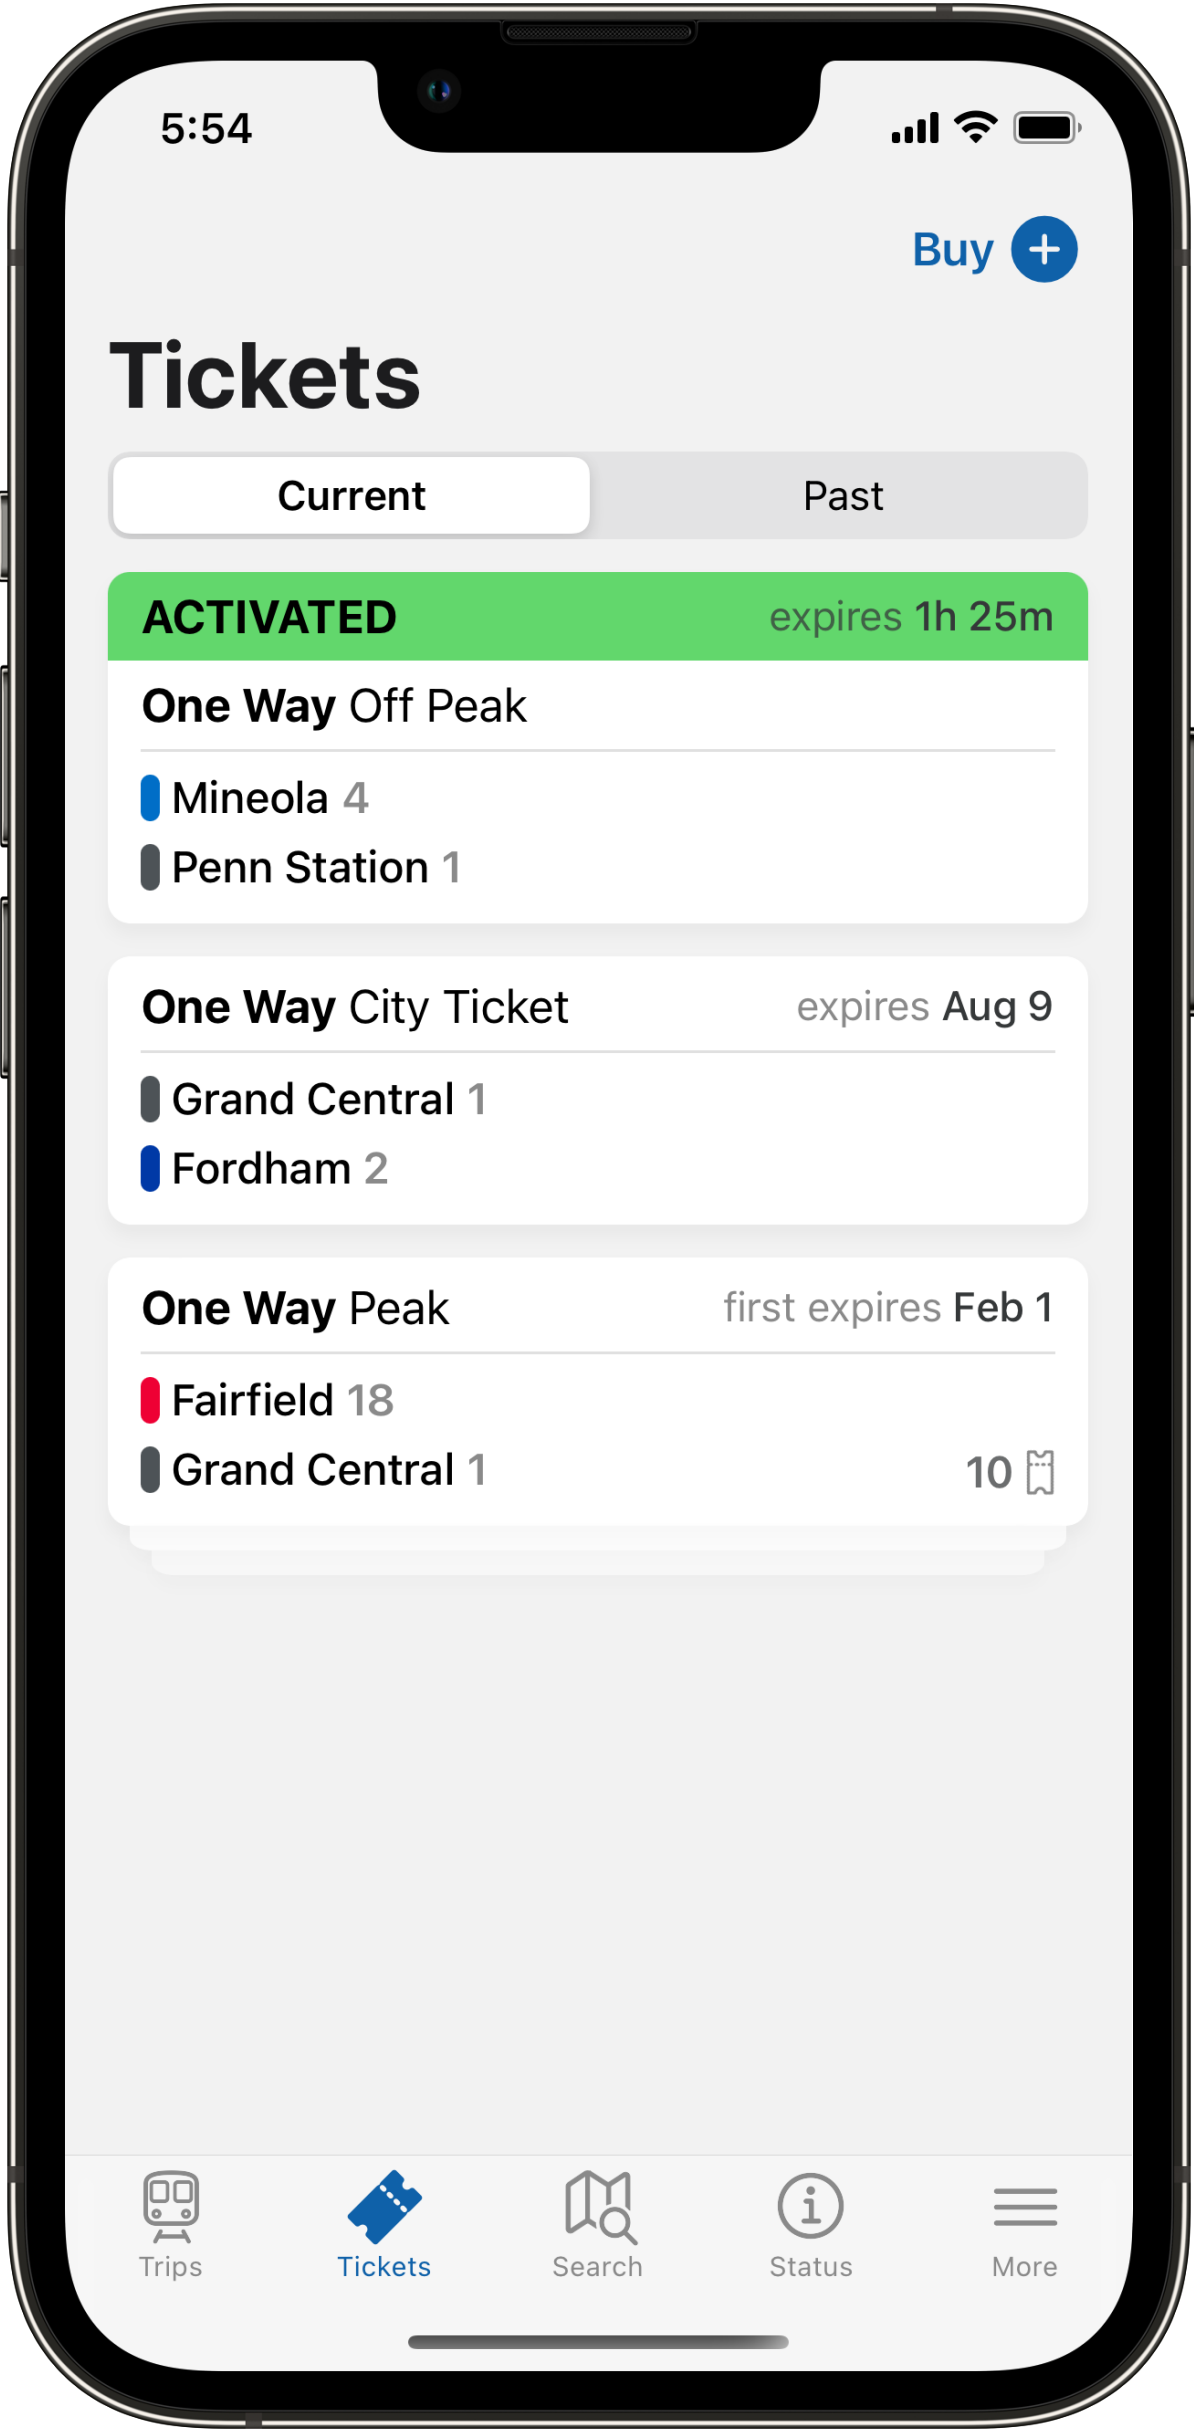 5:54
Buy
Tickets
Current Past
ACTIVATED expires 1h 25m
One Way Off Peak
Mineola 4
Penn Station 1
One Way City Ticket expires Aug 9
Grand Central 1
Fordham 2
One Way Peak first expires Feb 1
Fairfield 18
Grand Central 1 10
Trips Tickets Search Status More